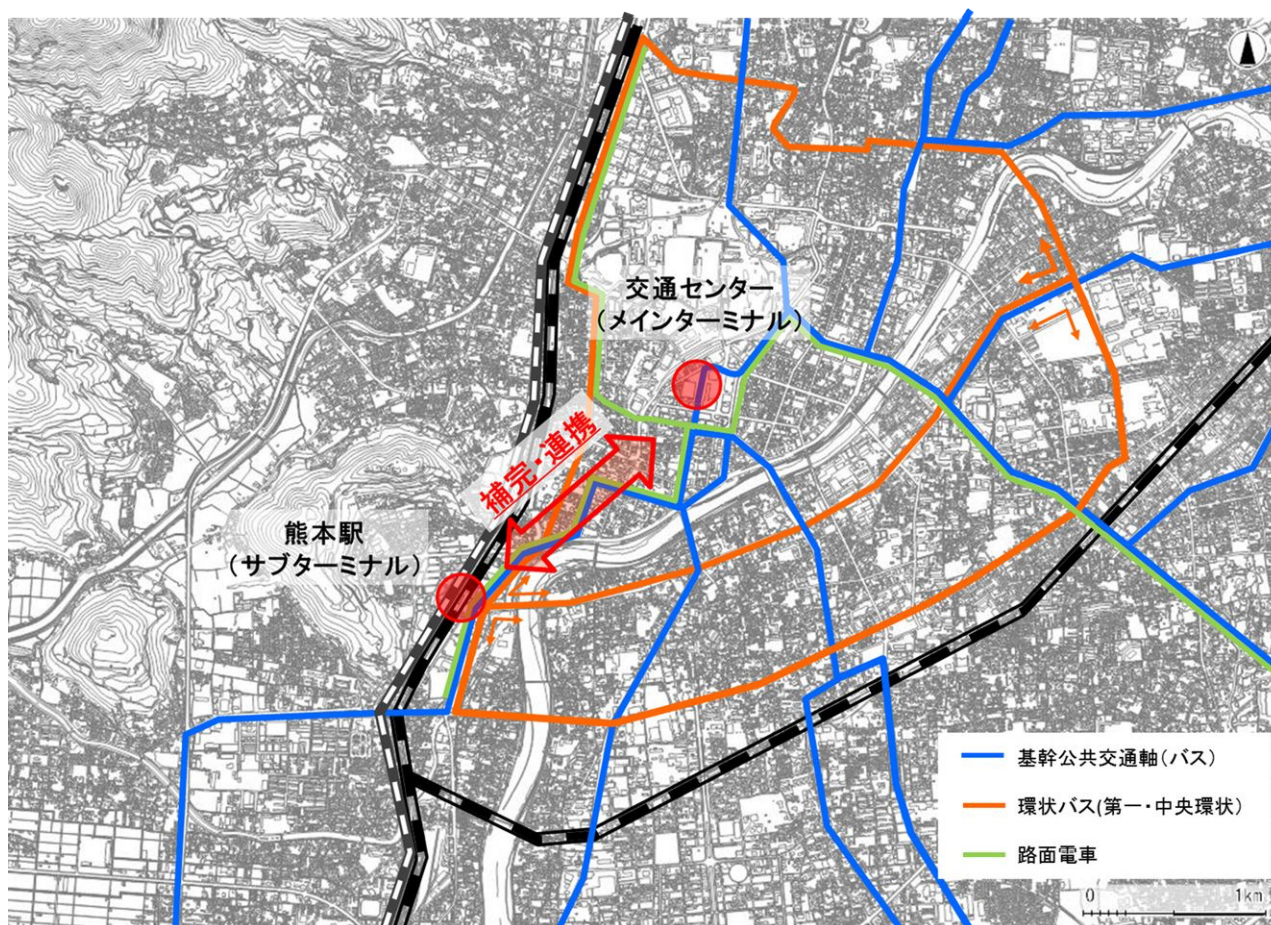 交通センター
（メインターミナル）
補完・連携
熊本駅
（サブターミナル）
基幹公共交通軸（バス）
環状バス(第一・中央環状）
路面電車
0 1km